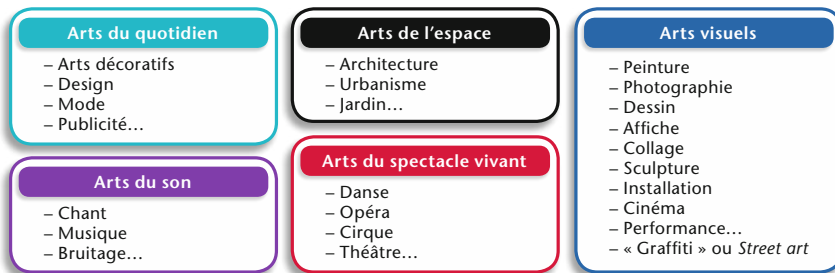 Arts du quotidien
– Arts décoratifs
– Design
– Mode
– Publicité…
Arts du son
– Chant
– Musique
– Bruitage…
Arts de l’espace
– Architecture
– Urbanisme
– Jardin…
Arts du spectacle vivant
– Danse
– Opéra
– Cirque
– Théâtre…
Arts visuels
– Peinture
– Photographie
– Dessin
– Affiche
– Collage
– Sculpture
– Installation
– Cinéma
– Performance…
– « Graffiti » ou Street art